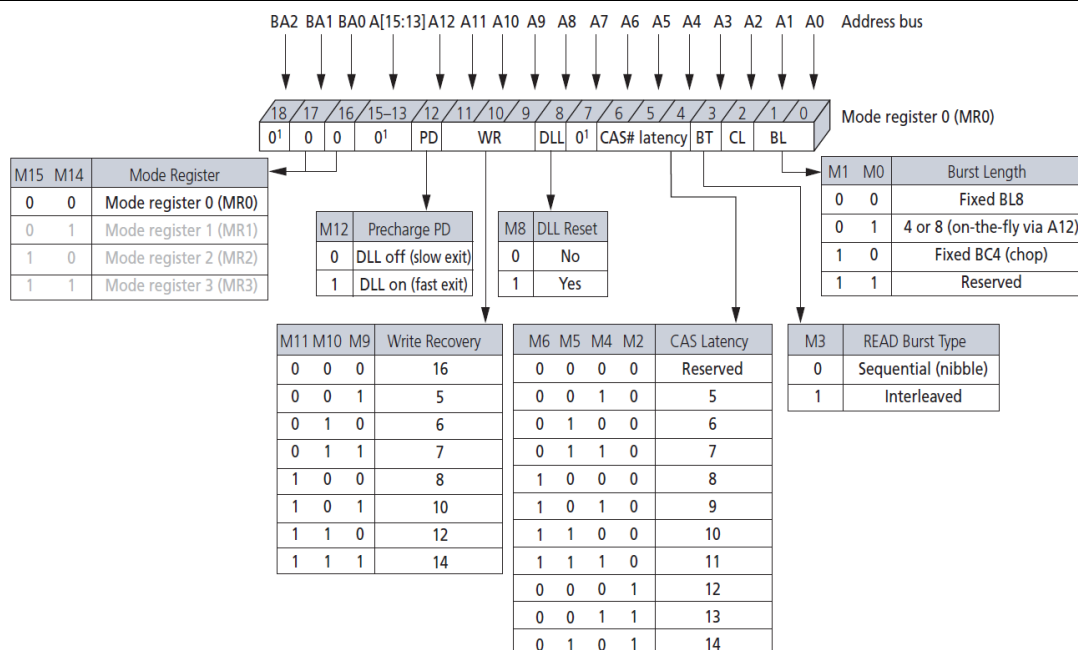 BA2 BA1 BA0 A[15:13] A12 A11 A10 A9 A8 A7 A6 A5 A4 A3 A2 A1 A0 Address bus
18 17 16 15–13 12 11 10 9 8 7 6 5 4 3 2 1 0 Mode register 0 (MR0)
0¹ 0 0 0¹ PD WR DLL 0¹ CAS# latency BT CL BL
M15 M14 Mode Register
0 0 Mode register 0 (MR0)
0 1 Mode register 1 (MR1)
1 0 Mode register 2 (MR2)
1 1 Mode register 3 (MR3)
M12 Precharge PD
0 DLL off (slow exit)
1 DLL on (fast exit)
M8 DLL Reset
0 No
1 Yes
M1 M0 Burst Length
0 0 Fixed BL8
0 1 4 or 8 (on-the-fly via A12)
1 0 Fixed BC4 (chop)
1 1 Reserved
M11 M10 M9 Write Recovery
0 0 0 16
0 0 1 5
0 1 0 6
0 1 1 7
1 0 0 8
1 0 1 10
1 1 0 12
1 1 1 14
M6 M5 M4 M2 CAS Latency
0 0 0 0 Reserved
0 0 1 0 5
0 1 0 0 6
0 1 1 0 7
1 0 0 0 8
1 0 1 0 9
1 1 0 0 10
1 1 1 0 11
0 0 0 1 12
0 0 1 1 13
0 1 0 1 14
M3 READ Burst Type
0 Sequential (nibble)
1 Interleaved